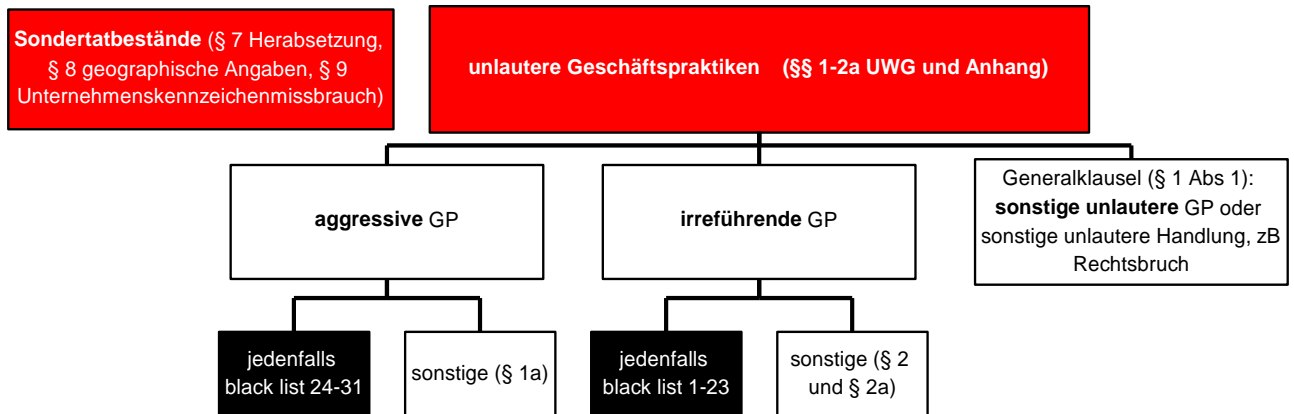 Sondertatbestände (§ 7 Herabsetzung,
§ 8 geographische Angaben, § 9
Unternehmenskennzeichenmissbrauch)
unlautere Geschäftspraktiken (§§ 1-2a UWG und Anhang)
aggressive GP
irreführende GP
Generalklausel (§ 1 Abs 1):
sonstige unlautere GP oder
sonstige unlautere Handlung, zB
Rechtsbruch
jedenfalls
black list 24-31
sonstige (§ 1a)
jedenfalls
black list 1-23
sonstige (§ 2
und § 2a)